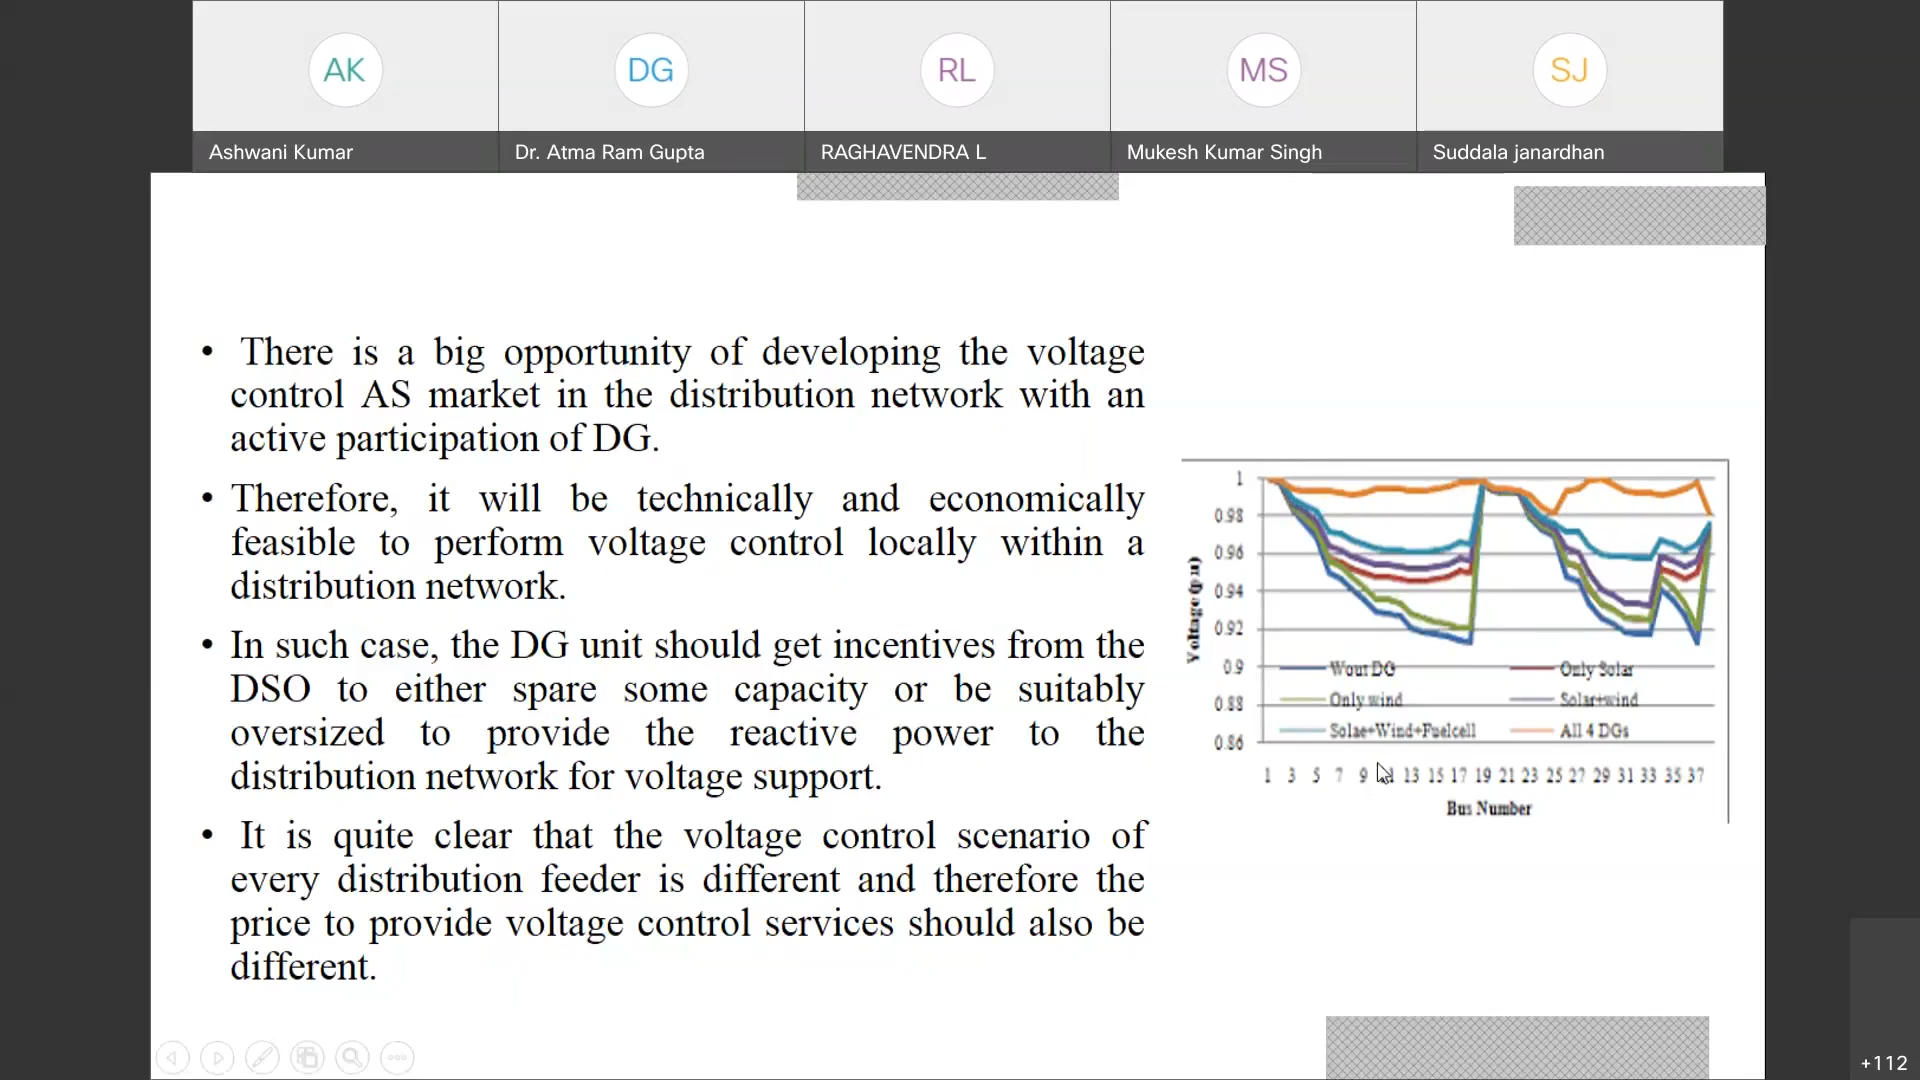 AK
DG
RL
MS
SJ
Ashwani Kumar
Dr. Atma Ram Gupta
RAGHAVENDRA L
Mukesh Kumar Singh
Suddala janardhan
• There is a big opportunity of developing the voltage
control AS market in the distribution network with an
active participation of DG.
• Therefore, it will be technically and economically
feasible to perform voltage control locally within a
distribution network.
• In such case, the DG unit should get incentives from the
DSO to either spare some capacity or be suitably
oversized to provide the reactive power to the
distribution network for voltage support.
• It is quite clear that the voltage control scenario of
every distribution feeder is different and therefore the
price to provide voltage control services should also be
different.
Voltage (p.u)
1
0.98
0.96
0.94
0.92
0.9
0.88
0.86
Wout DG
Only Solar
Only wind
Solar+wind
Solae+Wind+Fuelcell
All 4 DGs
1 3 5 7 9 13 15 17 19 21 23 25 27 29 31 33 35 37
Bus Number
+112